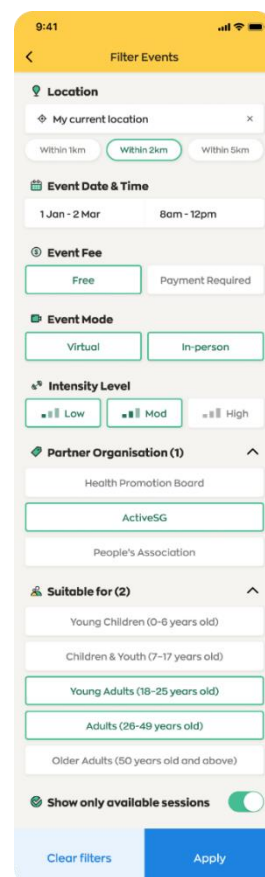 9:41
Filter Events
Location
My current location
Within 1km Within 2km Within 5km
Event Date & Time
1 Jan - 2 Mar 8am - 12pm
Event Fee
Free Payment Required
Event Mode
Virtual In-person
Intensity Level
Low Mod High
Partner Organisation (1)
Health Promotion Board
ActiveSG
People's Association
Suitable for (2)
Young Children (0-6 years old)
Children & Youth (7-17 years old)
Young Adults (18-25 years old)
Adults (26-49 years old)
Older Adults (50 years old and above)
Show only available sessions
Clear filters Apply